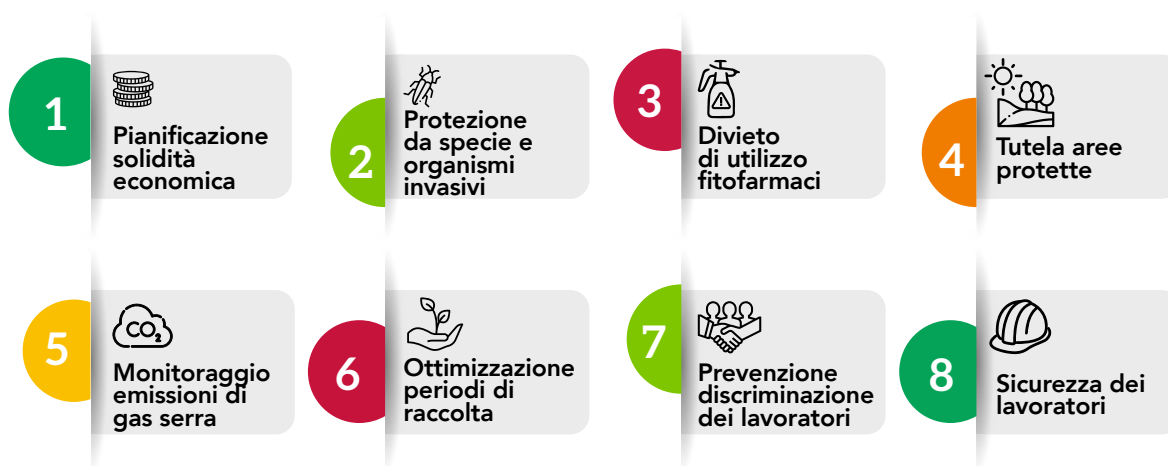 1
Pianificazione
solidità
economica
2
Protezione
da specie e
organismi
invasivi
3
Divieto
di utilizzo
fitofarmaci
4
Tutela aree
protette
5
CO₂
Monitoraggio
emissioni di
gas serra
6
Ottimizzazione
periodi di
raccolta
7
Prevenzione
discriminazione
dei lavoratori
8
Sicurezza dei
lavoratori